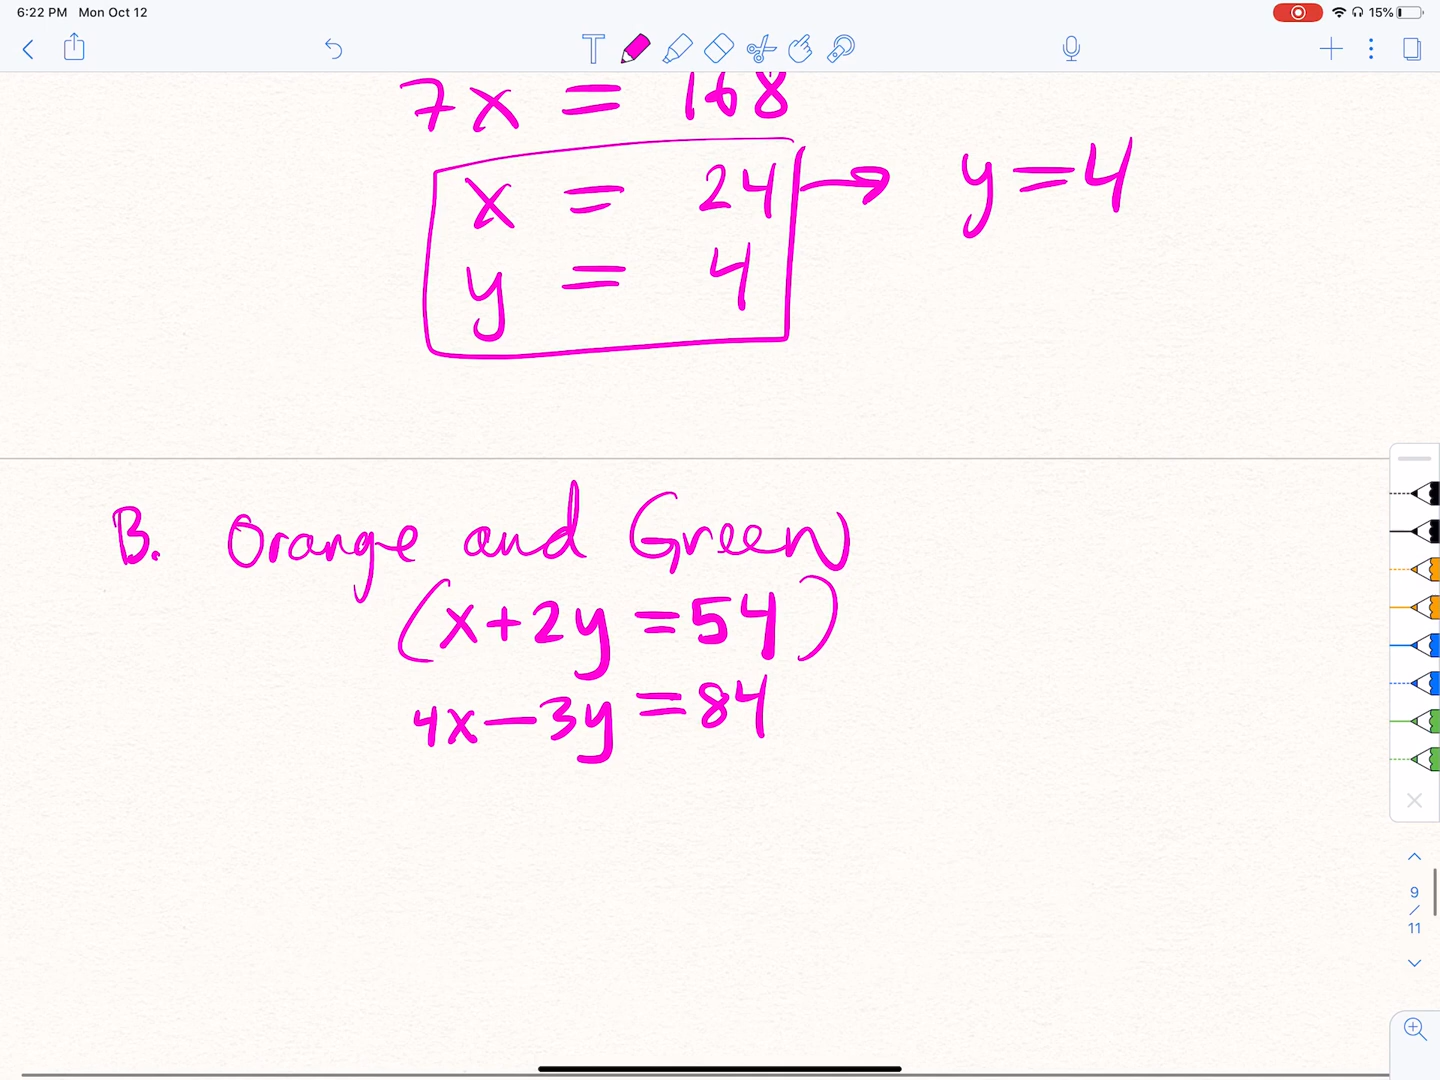 6:22 PM Mon Oct 12
15%
T
7x = 168
x = 24 → y=4
y = 4
B. Orange and Green
(x+2y=54)
4x-3y=84
9
/
11